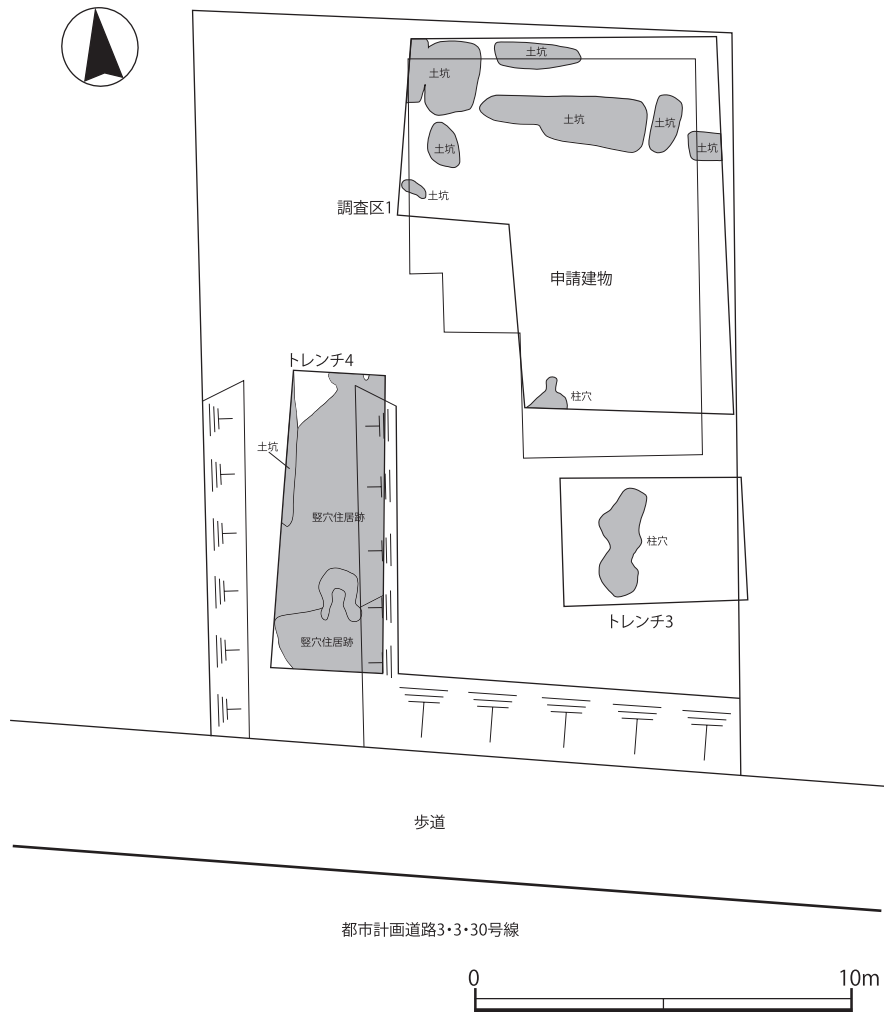 土坑
土坑
土坑
土坑
土坑
土坑
土坑
調査区1
申請建物
トレンチ4
柱穴
土坑
竪穴住居跡
柱穴
トレンチ3
竪穴住居跡
歩道
都市計画道路3・3・30号線
0 10m